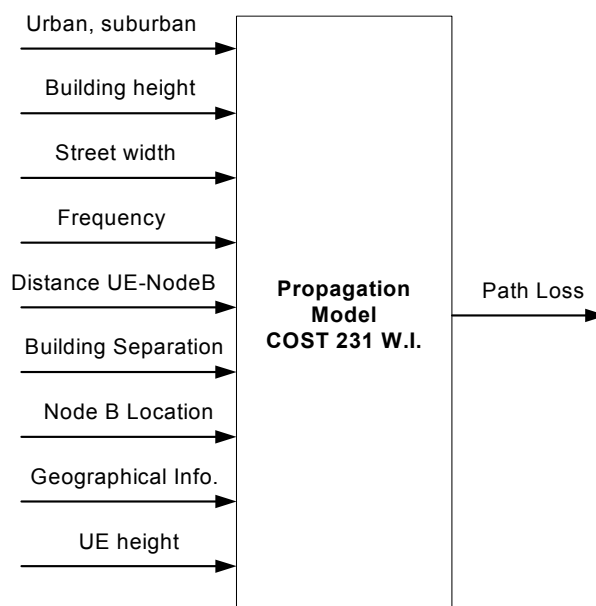 Urban, suburban
Building height
Street width
Frequency
Distance UE-NodeB
Building Separation
Node B Location
Geographical Info.
UE height
Propagation
Model
COST 231 W.I.
Path Loss